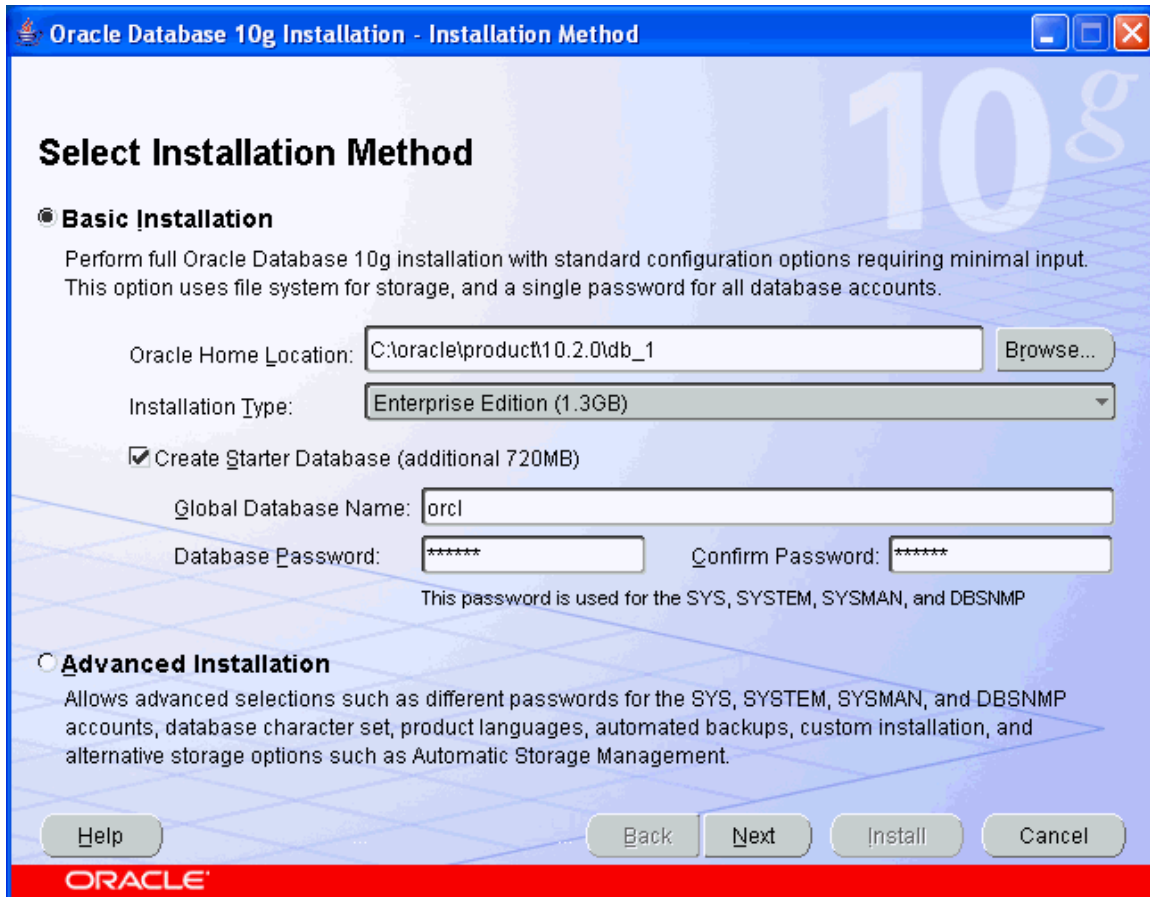 Oracle Database 10g Installation - Installation Method
10g
Select Installation Method
Basic Installation
Perform full Oracle Database 10g installation with standard configuration options requiring minimal input.
This option uses file system for storage, and a single password for all database accounts.
Oracle Home Location: C:\oracle\product\10.2.0\db_1 Browse...
Installation Type: Enterprise Edition (1.3GB)
Create Starter Database (additional 720MB)
Global Database Name: orcl
Database Password: ****** Confirm Password: ******
This password is used for the SYS, SYSTEM, SYSMAN, and DBSNMP
Advanced Installation
Allows advanced selections such as different passwords for the SYS, SYSTEM, SYSMAN, and DBSNMP
accounts, database character set, product languages, automated backups, custom installation, and
alternative storage options such as Automatic Storage Management.
Help Back Next Install Cancel
ORACLE